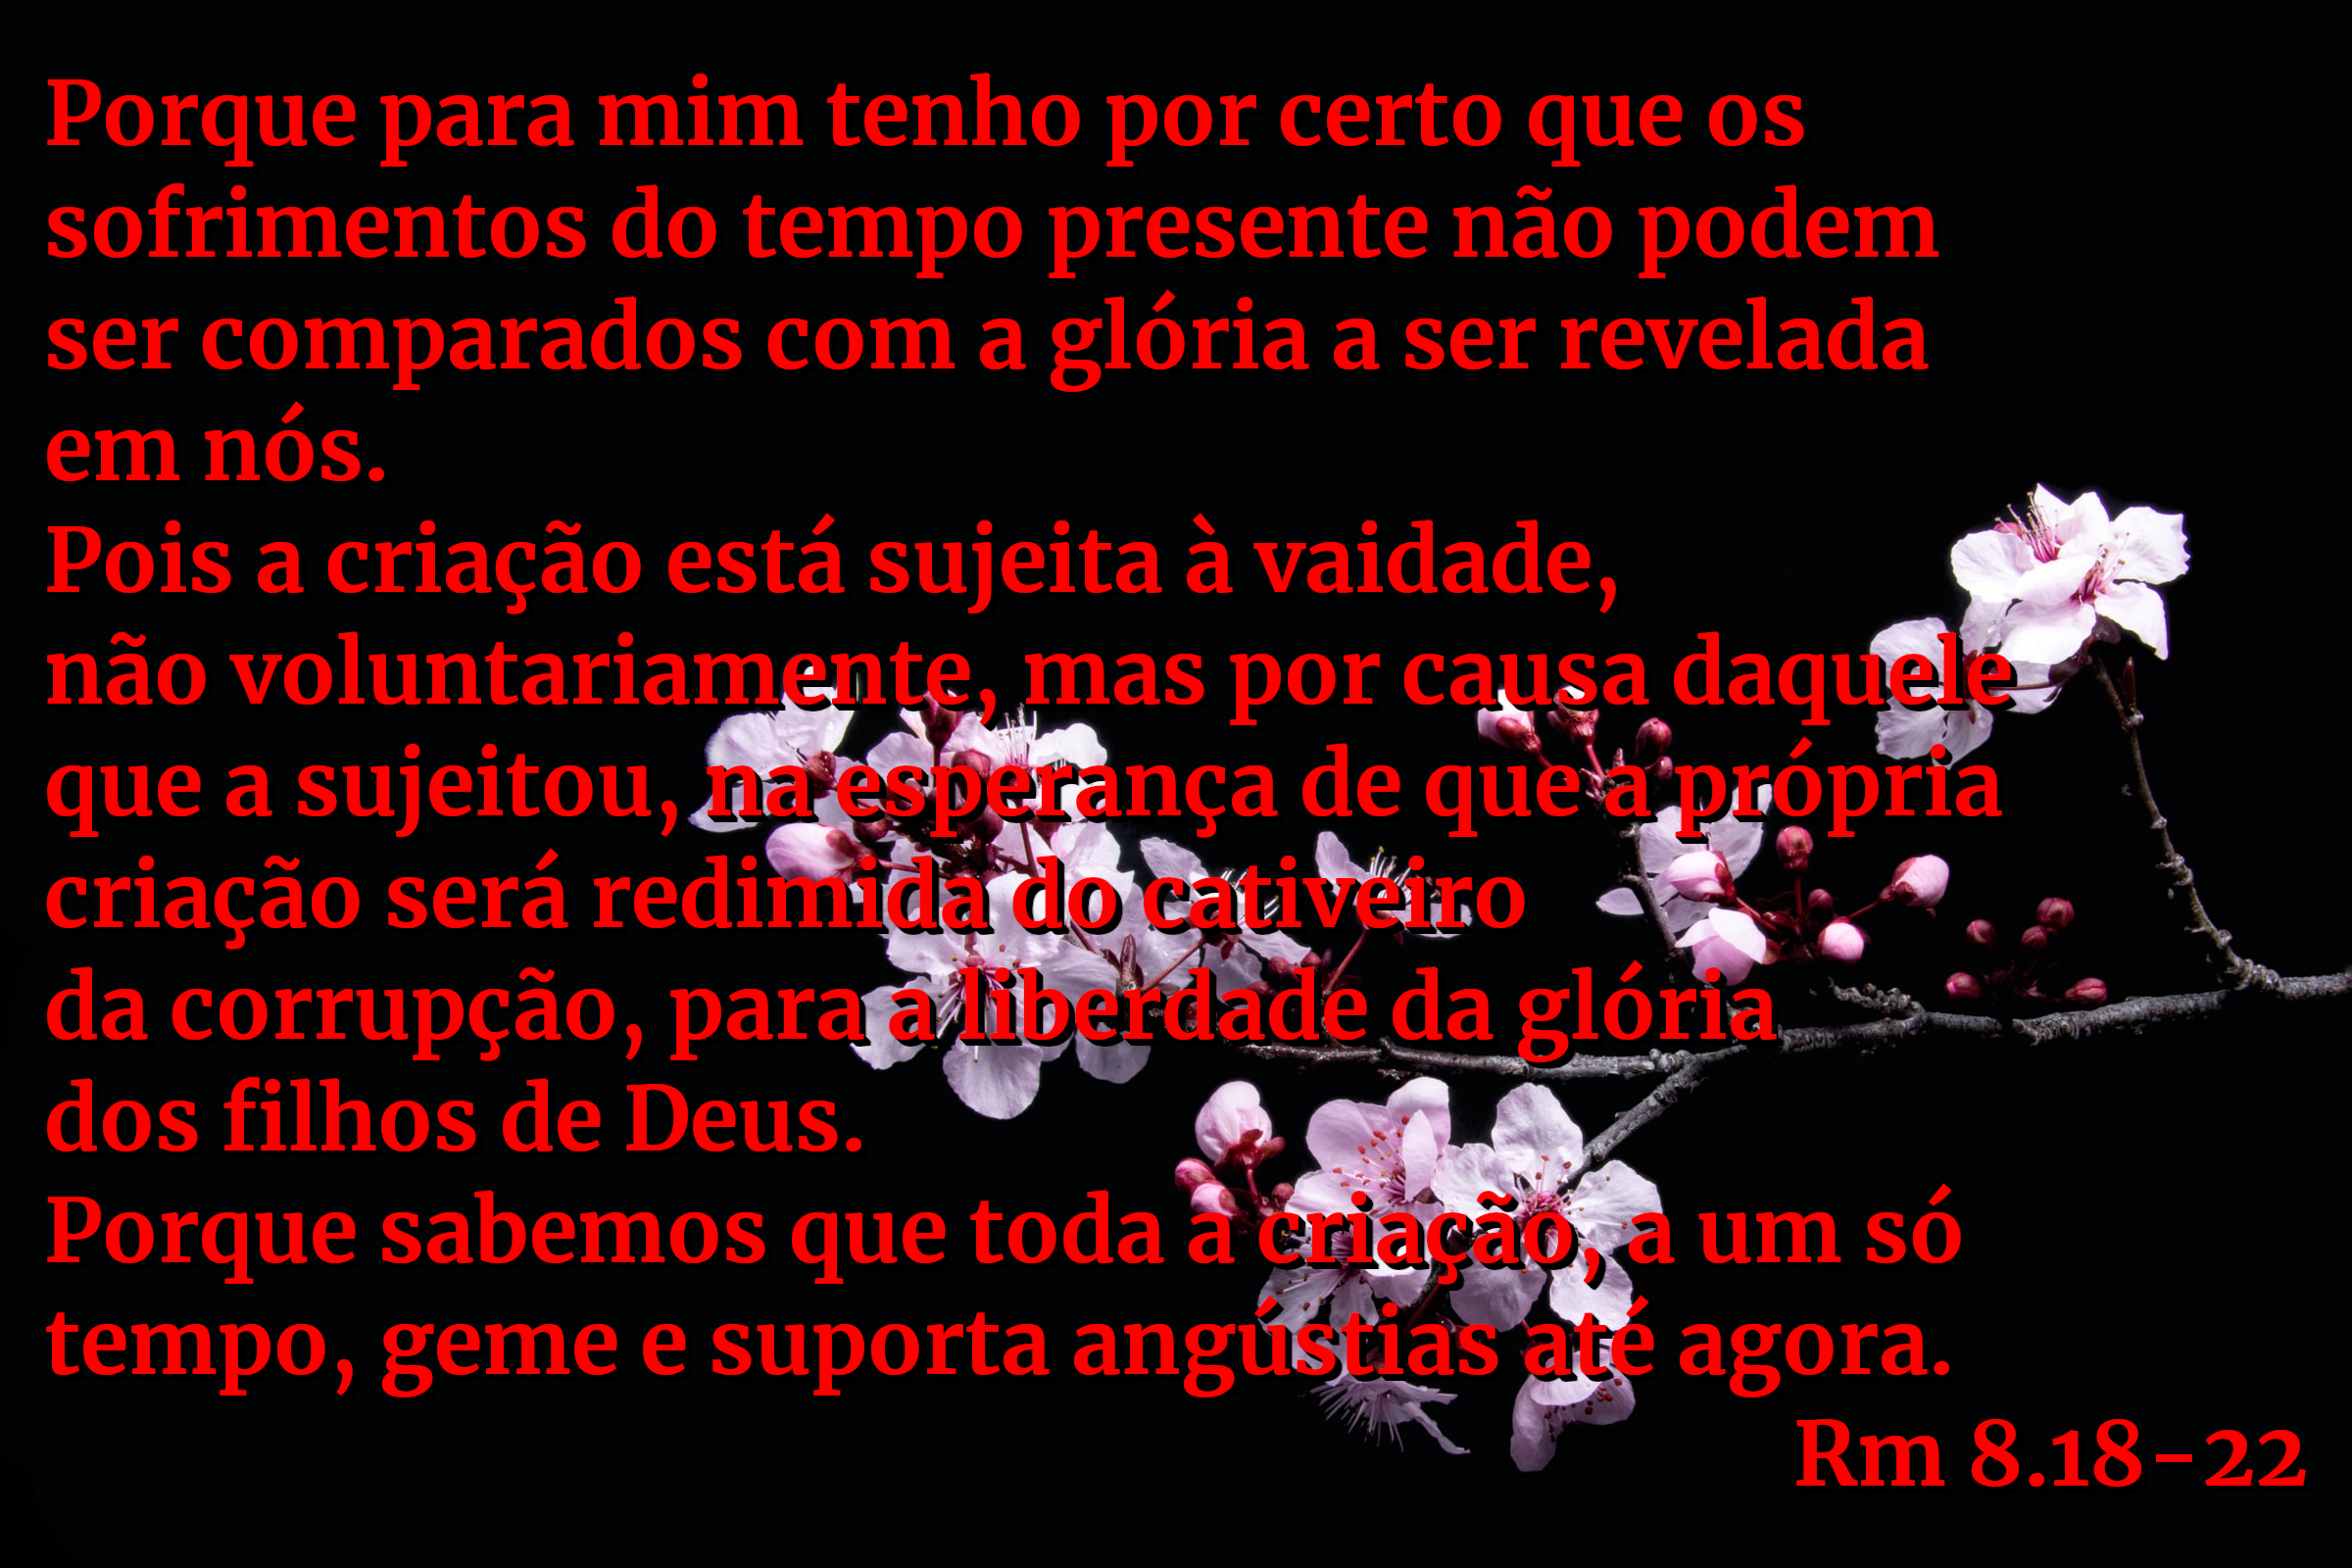 Porque para mim tenho por certo que os
sofrimentos do tempo presente não podem
ser comparados com a glória a ser revelada
em nós.
Pois a criação está sujeita à vaidade,
não voluntariamente, mas por causa daquele
que a sujeitou, na esperança de que a própria
criação será redimida do cativeiro
da corrupção, para a liberdade da glória
dos filhos de Deus.
Porque sabemos que toda a criação, a um só
tempo, geme e suporta angústias até agora.
Rm 8.18-22